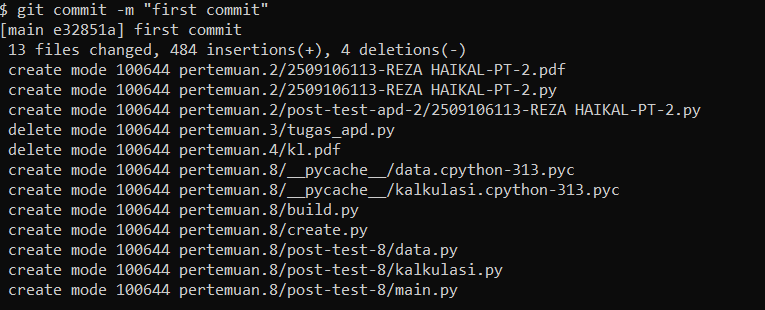 $ git commit -m "first commit"
[main e32851a] first commit
 13 files changed, 484 insertions(+), 4 deletions(-)
 create mode 100644 pertemuan.2/2509106113-REZA HAIKAL-PT-2.pdf
 create mode 100644 pertemuan.2/2509106113-REZA HAIKAL-PT-2.py
 create mode 100644 pertemuan.2/post-test-apd-2/2509106113-REZA HAIKAL-PT-2.py
 delete mode 100644 pertemuan.3/tugas_apd.py
 delete mode 100644 pertemuan.4/kl.pdf
 create mode 100644 pertemuan.8/__pycache__/data.cpython-313.pyc
 create mode 100644 pertemuan.8/__pycache__/kalkulasi.cpython-313.pyc
 create mode 100644 pertemuan.8/build.py
 create mode 100644 pertemuan.8/create.py
 create mode 100644 pertemuan.8/post-test-8/data.py
 create mode 100644 pertemuan.8/post-test-8/kalkulasi.py
 create mode 100644 pertemuan.8/post-test-8/main.py